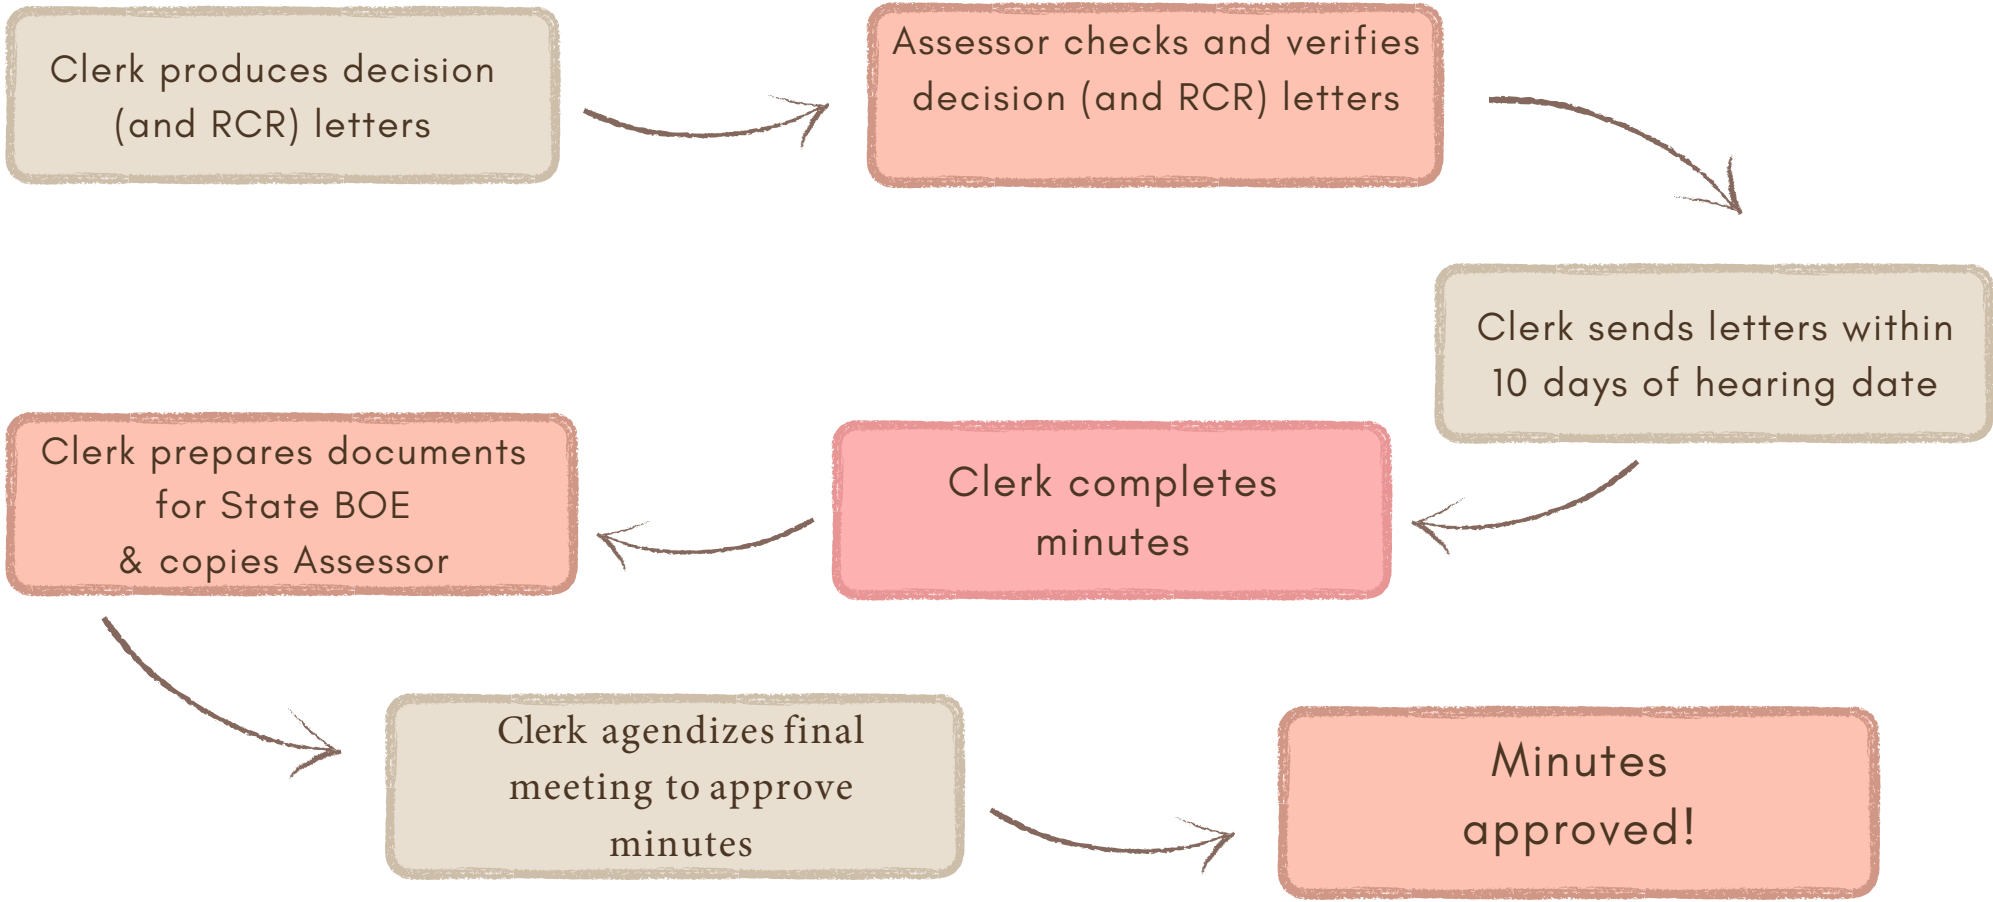 Clerk produces decision
(and RCR) letters
Assessor checks and verifies
decision (and RCR) letters
Clerk sends letters within
10 days of hearing date
Clerk completes
minutes
Clerk prepares documents
for State BOE
& copies Assessor
Clerk agendizes final
meeting to approve
minutes
Minutes
approved!